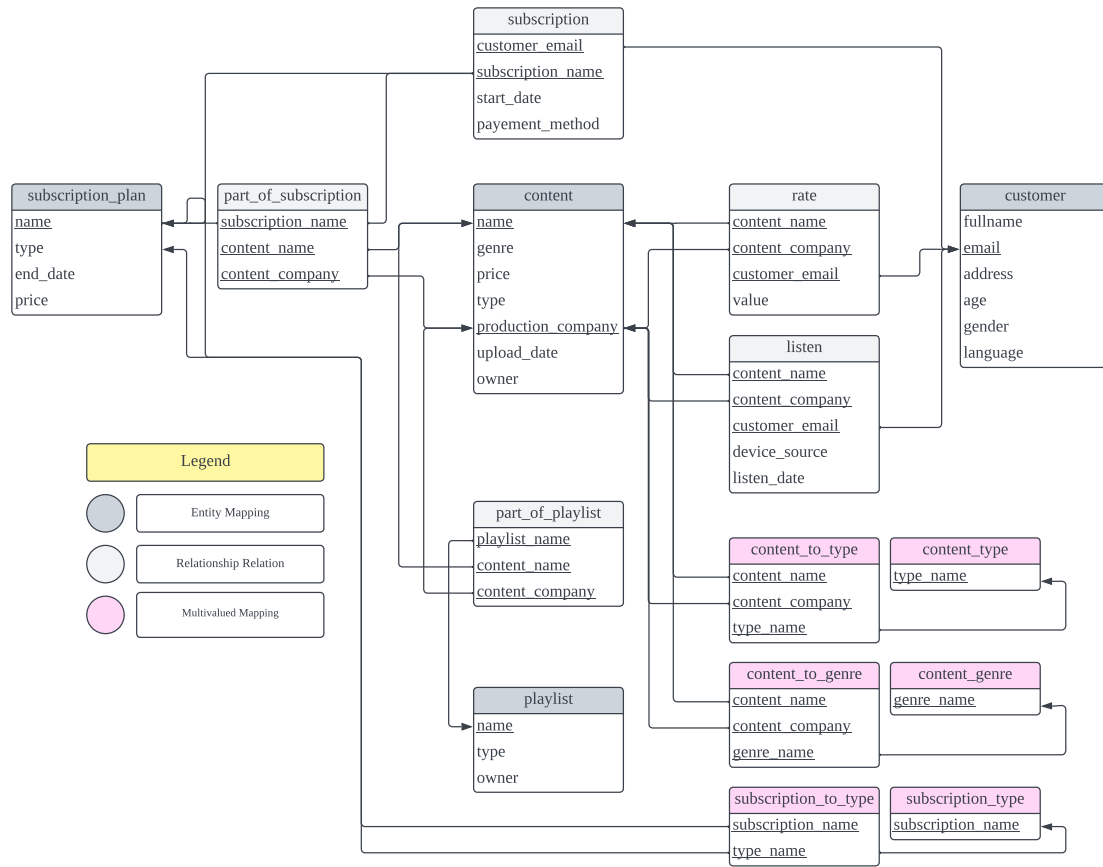 subscription
customer_email
subscription_name
start_date
payement_method
subscription_plan
name
type
end_date
price
part_of_subscription
subscription_name
content_name
content_company
content
name
genre
price
type
production_company
upload_date
owner
rate
content_name
content_company
customer_email
value
customer
fullname
email
address
age
gender
language
listen
content_name
content_company
customer_email
device_source
listen_date
Legend
Entity Mapping
Relationship Relation
Multivalued Mapping
part_of_playlist
playlist_name
content_name
content_company
content_to_type
content_name
content_company
type_name
content_type
type_name
playlist
name
type
owner
content_to_genre
content_name
content_company
genre_name
content_genre
genre_name
subscription_to_type
subscription_name
type_name
subscription_type
subscription_name